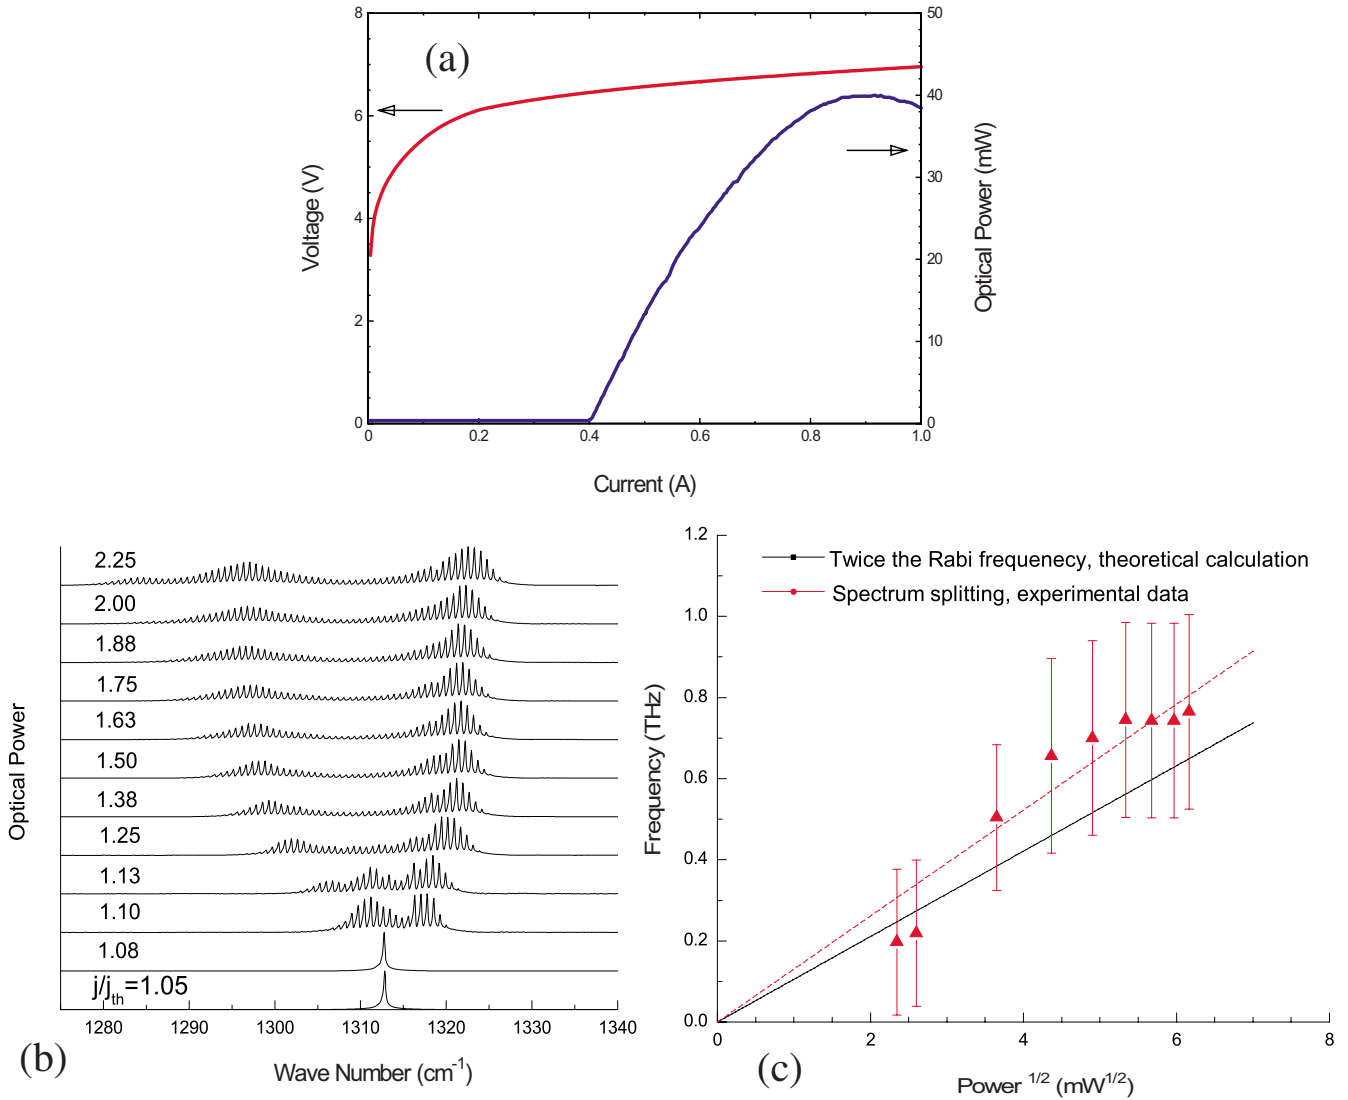 (a)
8
6
4
2
0
Voltage (V)
50
40
30
20
10
0
Optical Power (mW)
0 0.2 0.4 0.6 0.8 1.0
Current (A)
2.25
2.00
1.88
1.75
1.63
1.50
1.38
1.25
1.13
1.10
1.08
j/jth=1.05
Optical Power
1280 1290 1300 1310 1320 1330 1340
Wave Number (cm-1)
(b)
1.2
1.0
0.8
0.6
0.4
0.2
0.0
Frequency (THz)
Twice the Rabi frequenecy, theoretical calculation
Spectrum splitting, experimental data
0 2 4 6 8
Power 1/2 (mW1/2)
(c)